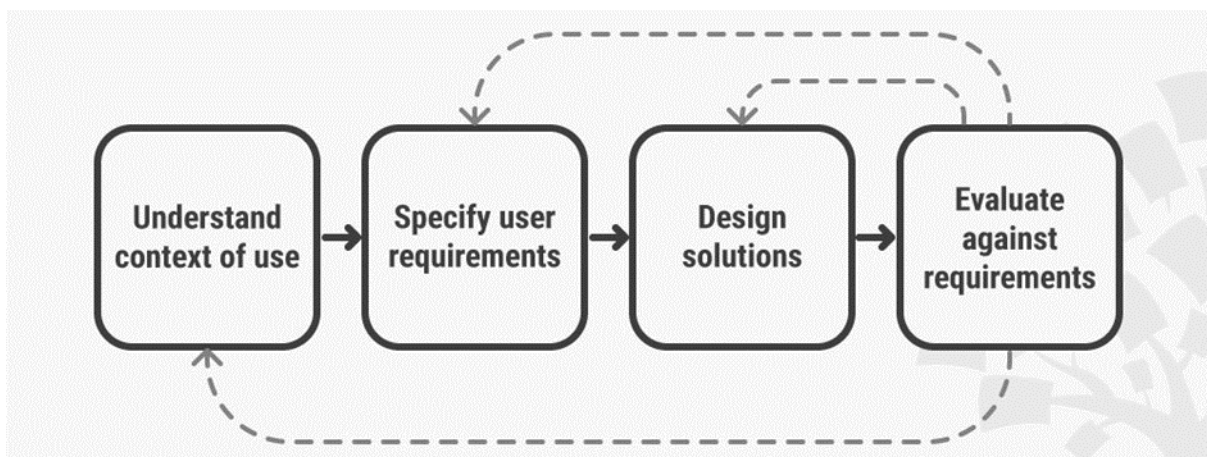 Understand
context of use
Specify user
requirements
Design
solutions
Evaluate
against
requirements